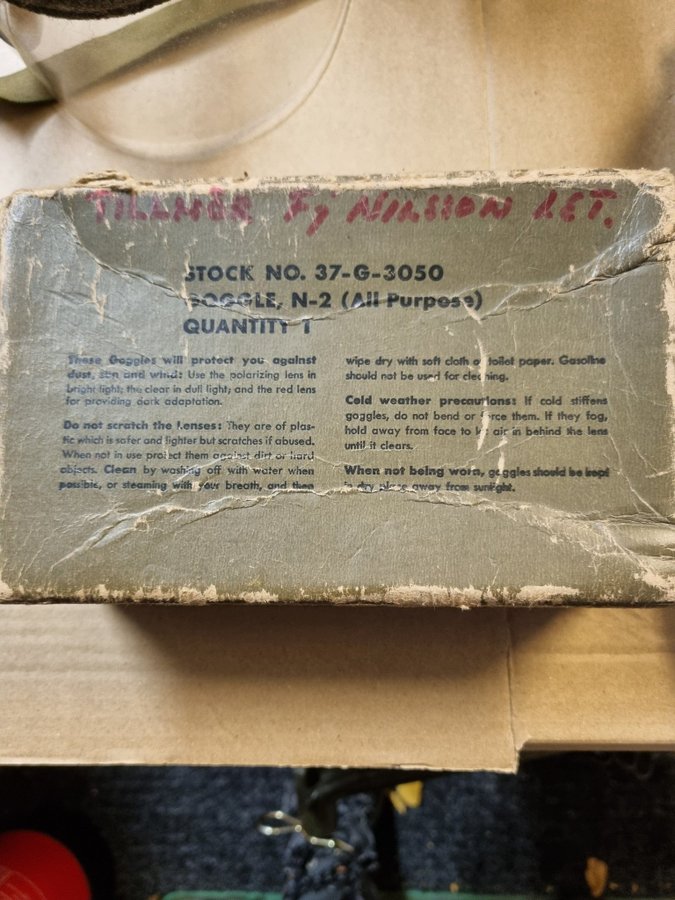 TILLHÖR Fj NILSSON LET.
STOCK NO. 37-G-3050
GOGGLE, N-2 (All Purpose)
QUANTITY 1
These Goggles will protect you against
dust, sun and wind: Use the polarizing lens in
bright light; the clear in dull light; and the red lens
for providing dark adaptation.
Do not scratch the Lenses: They are of plas-
tic which is safer and lighter but scratches if abused.
When not in use protect them against dirt or hard
objects. Clean by washing off with water when
possible, or steaming with your breath, and then
wipe dry with soft cloth or toilet paper. Gasoline
should not be used for cleaning.
Cold weather precautions: If cold stiffens
goggles, do not bend or force them. If they fog,
hold away from face to let air in behind the lens
until it clears.
When not being worn, goggles should be kept
in dry place away from sunlight.